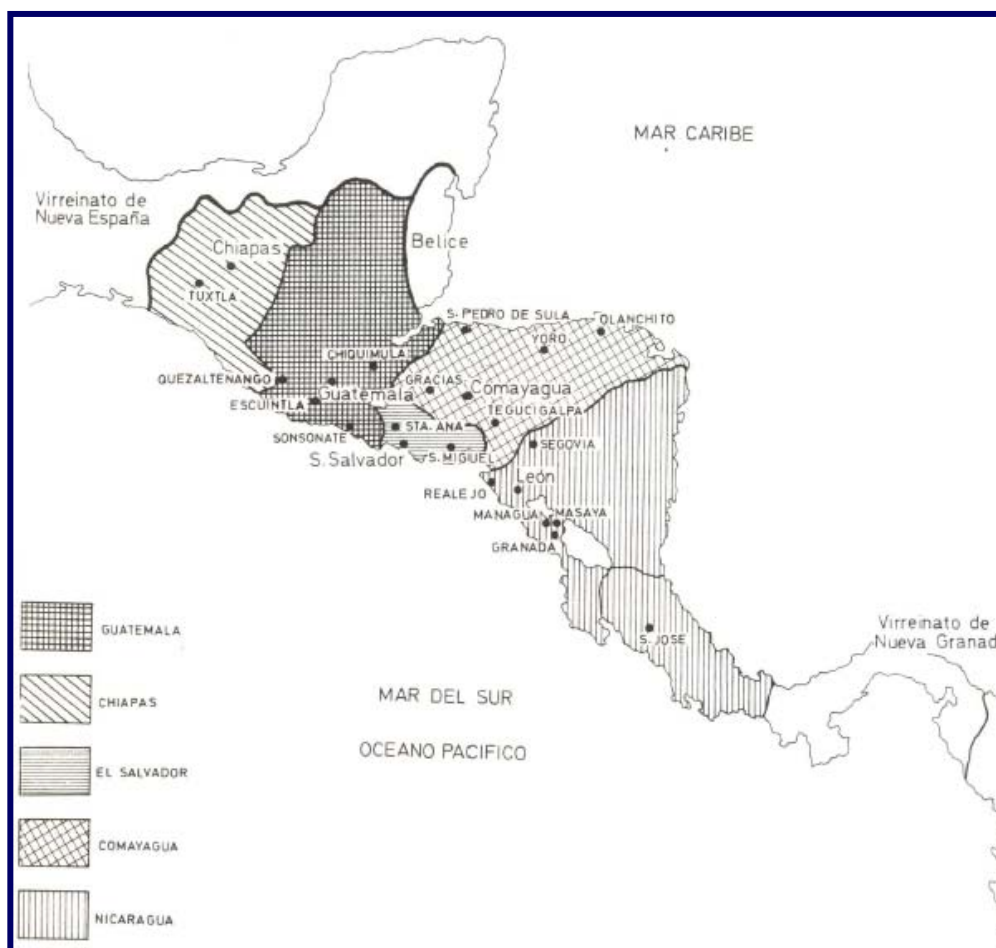 MAR CARIBE
Virreinato de
Nueva España
Chiapas
Belice
TUXTLA
S. PEDRO DE SULA
OLANCHITO
YORO
CHIQUIMULA
QUEZALTENANGO
GRACIAS
Comayagua
Guatemala
ESCUINTLA
TEGUCIGALPA
SONSONATE
STA. ANA
SEGOVIA
S. Salvador
S. MIGUEL
León
REALEJO
MANAGUA
MASAYA
GRANADA
GUATEMALA
S. JOSE
Virreinato de
Nueva Granad
CHIAPAS
MAR DEL SUR
OCEANO PACIFICO
EL SALVADOR
COMAYAGUA
NICARAGUA